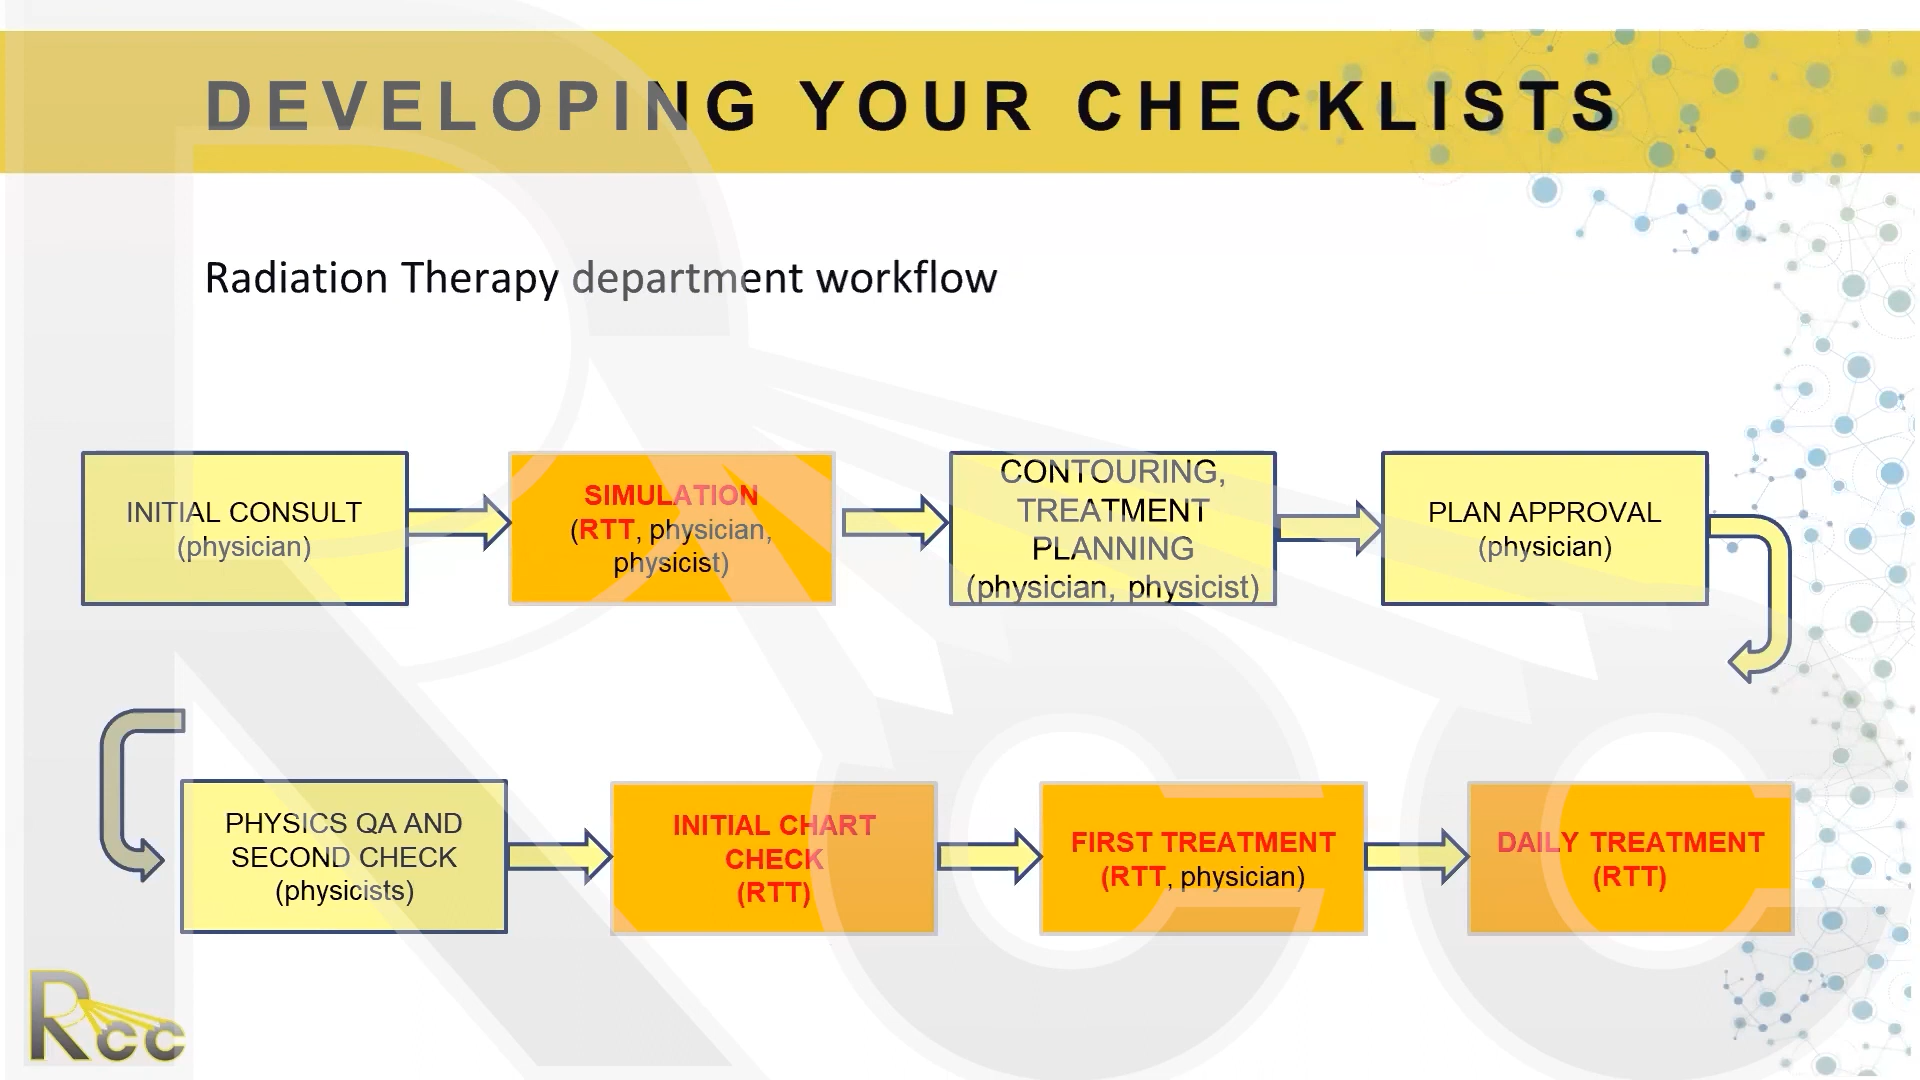 DEVELOPING YOUR CHECKLISTS
Radiation Therapy department workflow
INITIAL CONSULT
(physician)
SIMULATION
(RTT, physician,
physicist)
CONTOURING,
TREATMENT
PLANNING
(physician, physicist)
PLAN APPROVAL
(physician)
PHYSICS QA AND
SECOND CHECK
(physicists)
INITIAL CHART
CHECK
(RTT)
FIRST TREATMENT
(RTT, physician)
DAILY TREATMENT
(RTT)
Rcc